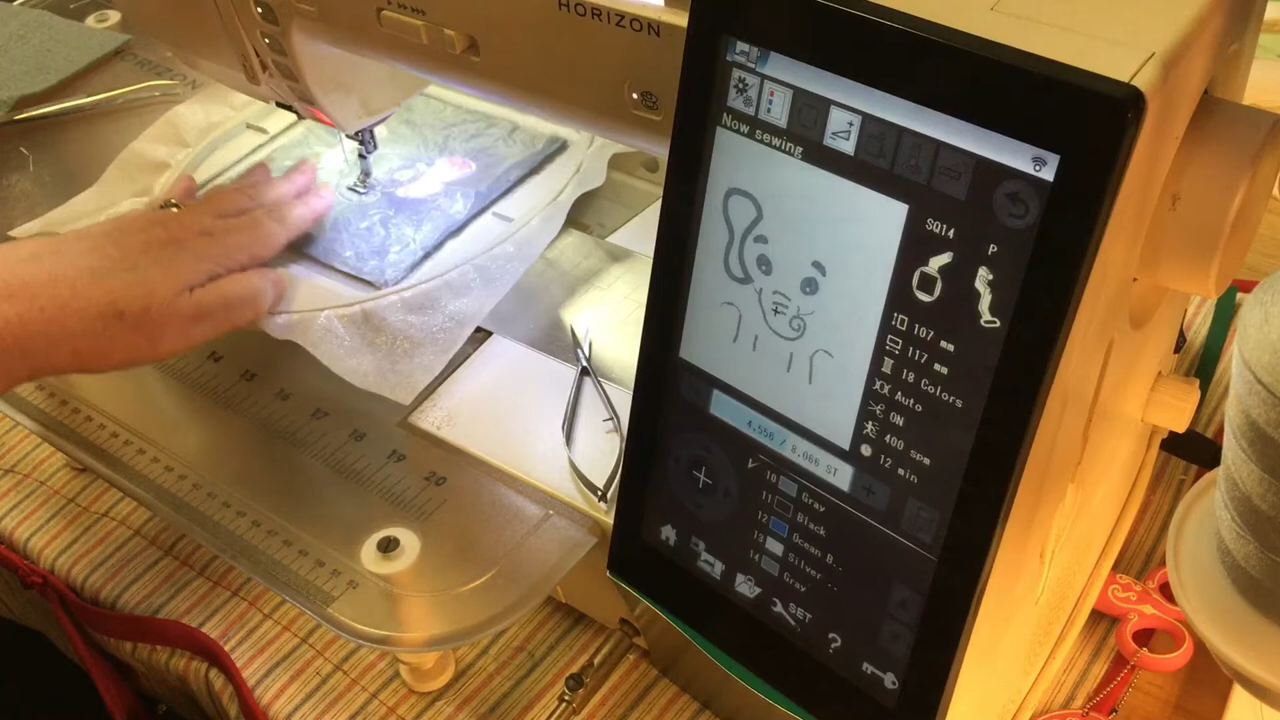 HORIZON
HORIZON
Now sewing
SQ14
P
107 mm
117 mm
18 Colors
Auto
ON
400 spm
12 min
4,556 / 8,066 ST
10 Gray
11 Black
12 Ocean B..
13 Silver ..
14 Gray
SET
?
14 15 16 17 18 19 20